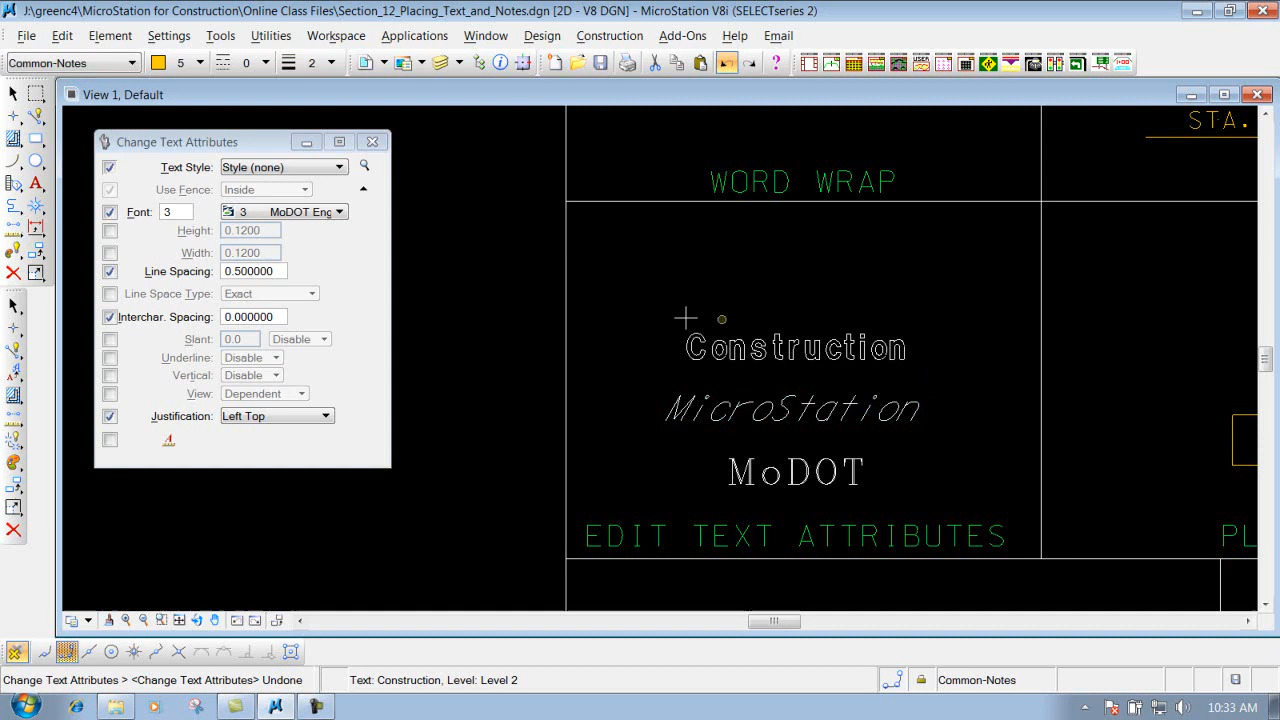 J:\greenc4\MicroStation for Construction\Online Class Files\Section_12_Placing_Text_and_Notes.dgn [2D - V8 DGN] - MicroStation V8i (SELECTseries 2)
File Edit Element Settings Tools Utilities Workspace Applications Window Design Construction Add-Ons Help Email
Common-Notes 5 0 2
View 1, Default
Change Text Attributes
Text Style: Style (none)
Use Fence: Inside
Font: 3 3 MoDOT Eng
Height: 0.1200
Width: 0.1200
Line Spacing: 0.500000
Line Space Type: Exact
Interchar. Spacing: 0.000000
Slant: 0.0 Disable
Underline: Disable
Vertical: Disable
View: Dependent
Justification: Left Top
STA.
WORD WRAP
Construction
MicroStation
MoDOT
EDIT TEXT ATTRIBUTES
PL
Change Text Attributes > <Change Text Attributes> Undone
Text: Construction, Level: Level 2
Common-Notes
10:33 AM